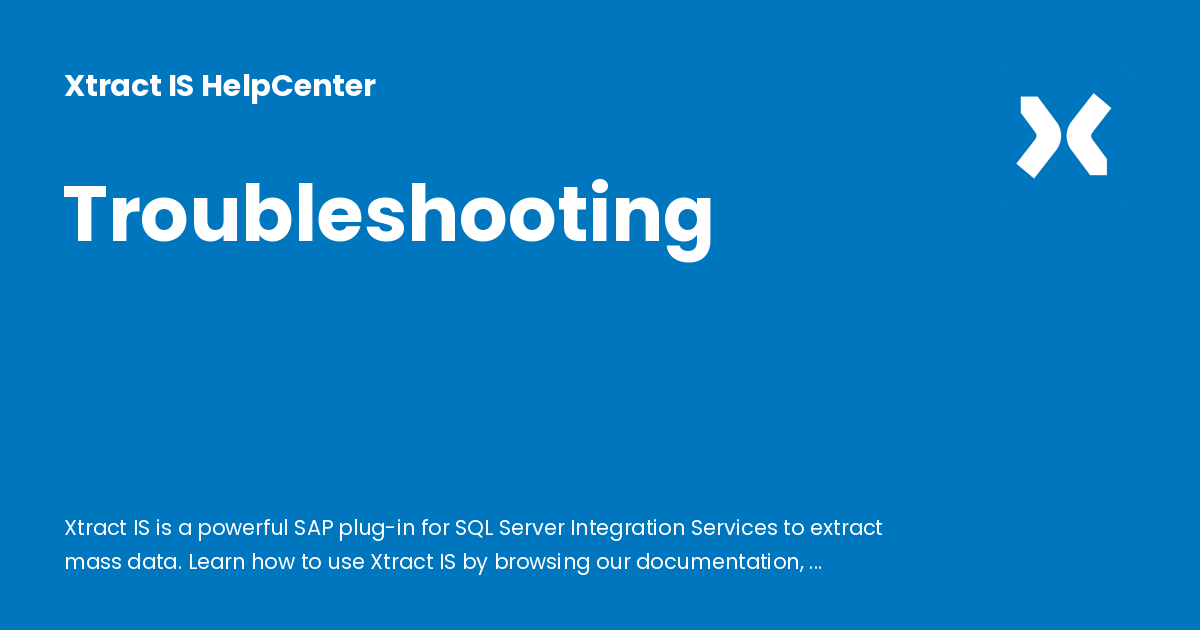 Xtract IS HelpCenter
Troubleshooting
Xtract IS is a powerful SAP plug-in for SQL Server Integration Services to extract
mass data. Learn how to use Xtract IS by browsing our documentation, ...